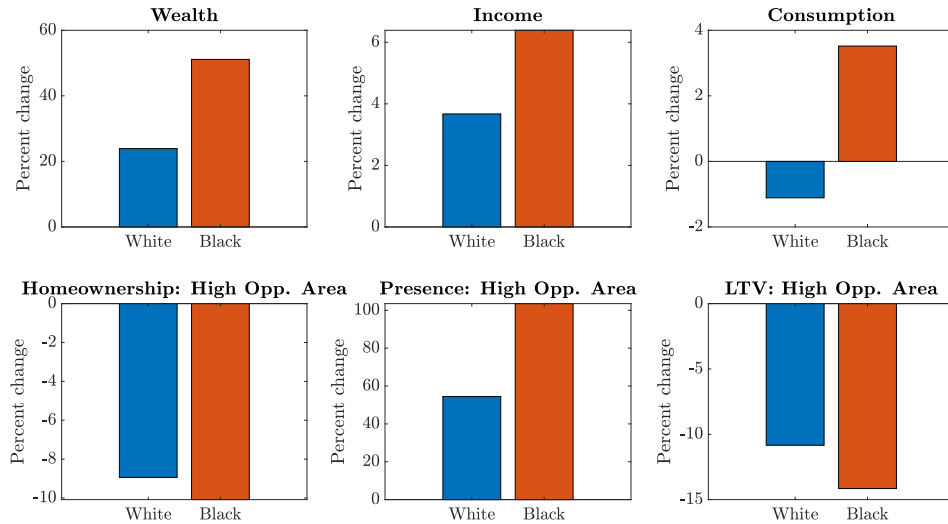 Wealth
Percent change
60
40
20
0
White
Black
Income
Percent change
6
4
2
0
White
Black
Consumption
Percent change
4
2
0
-2
White
Black
Homeownership: High Opp. Area
Percent change
0
-2
-4
-6
-8
-10
White
Black
Presence: High Opp. Area
Percent change
100
80
60
40
20
0
White
Black
LTV: High Opp. Area
Percent change
0
-5
-10
-15
White
Black